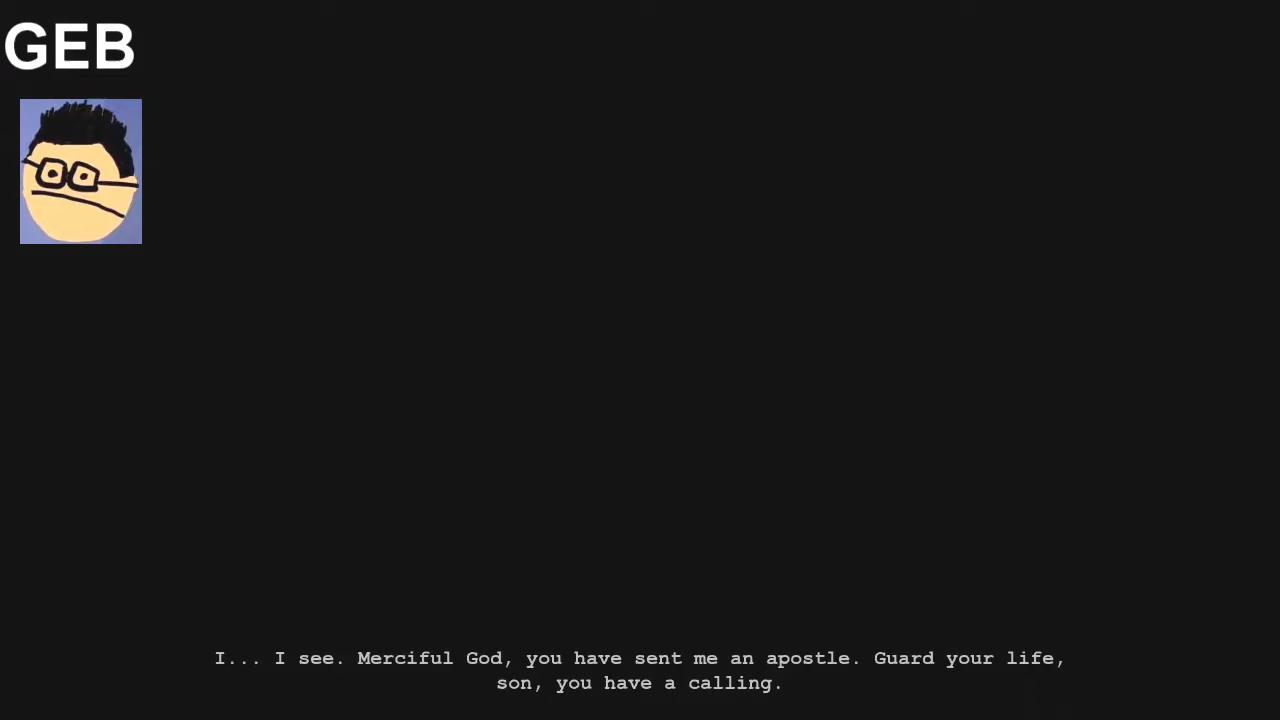 GEB
I... I see. Merciful God, you have sent me an apostle. Guard your life,
son, you have a calling.